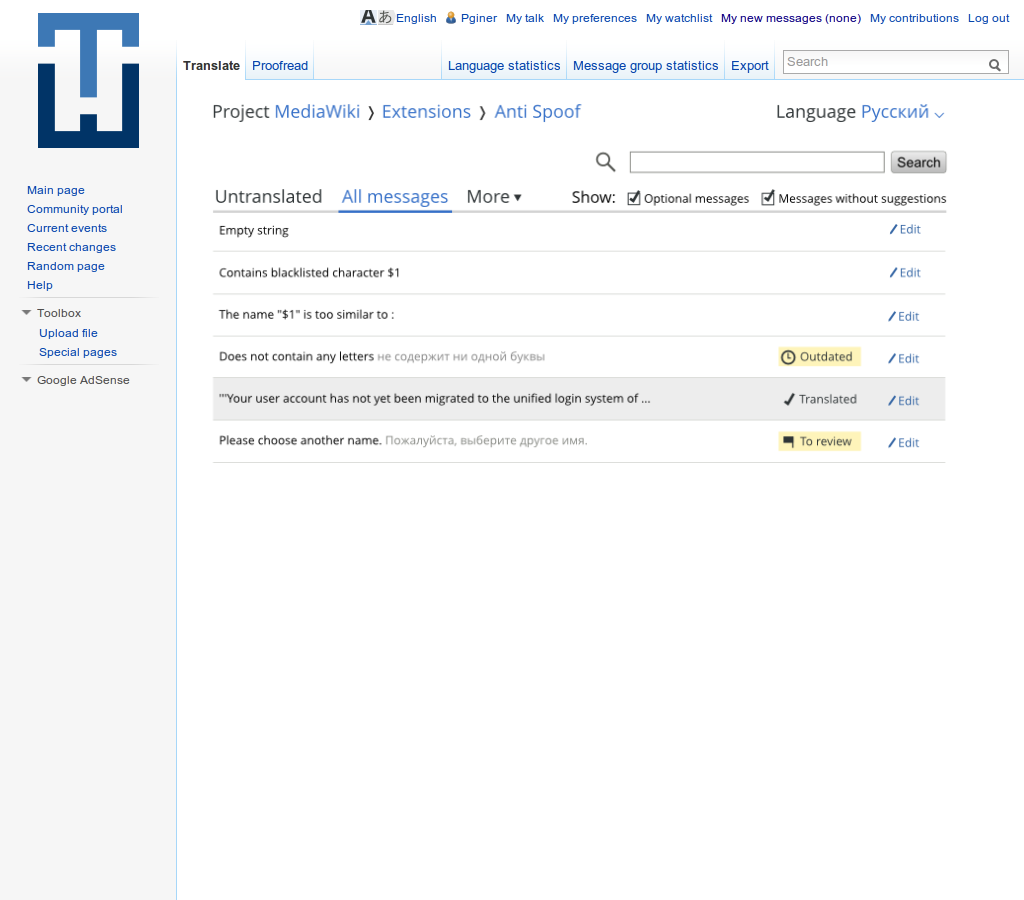 Aあ English Pginer My talk My preferences My watchlist My new messages (none) My contributions Log out
Translate Proofread Language statistics Message group statistics Export Search
Project MediaWiki ❭ Extensions ❭ Anti Spoof Language Русский
Search
Untranslated All messages More ▾ Show: Optional messages Messages without suggestions
Empty string Edit
Contains blacklisted character $1 Edit
The name "$1" is too similar to : Edit
Does not contain any letters не содержит ни одной буквы Outdated Edit
'''Your user account has not yet been migrated to the unified login system of ... Translated Edit
Please choose another name. Пожалуйста, выберите другое имя. To review Edit
Main page
Community portal
Current events
Recent changes
Random page
Help
Toolbox
Upload file
Special pages
Google AdSense